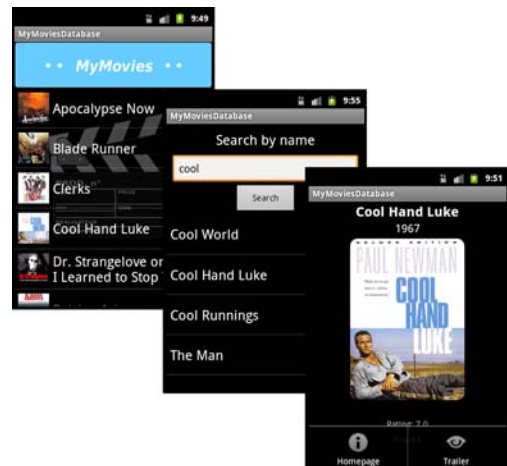 9:49
MyMoviesDatabase
•• MyMovies ••
Apocalypse Now
Blade Runner
Clerks
Cool Hand Luke
Dr. Strangelove or
I Learned to Stop
9:55
MyMoviesDatabase
Search by name
cool
Search
Cool World
Cool Hand Luke
Cool Runnings
The Man
9:51
MyMoviesDatabase
Cool Hand Luke
1967
DELUXE EDITION
PAUL NEWMAN
COOL
HAND
LUKE
Rating: 7.0
Homepage
Trailer